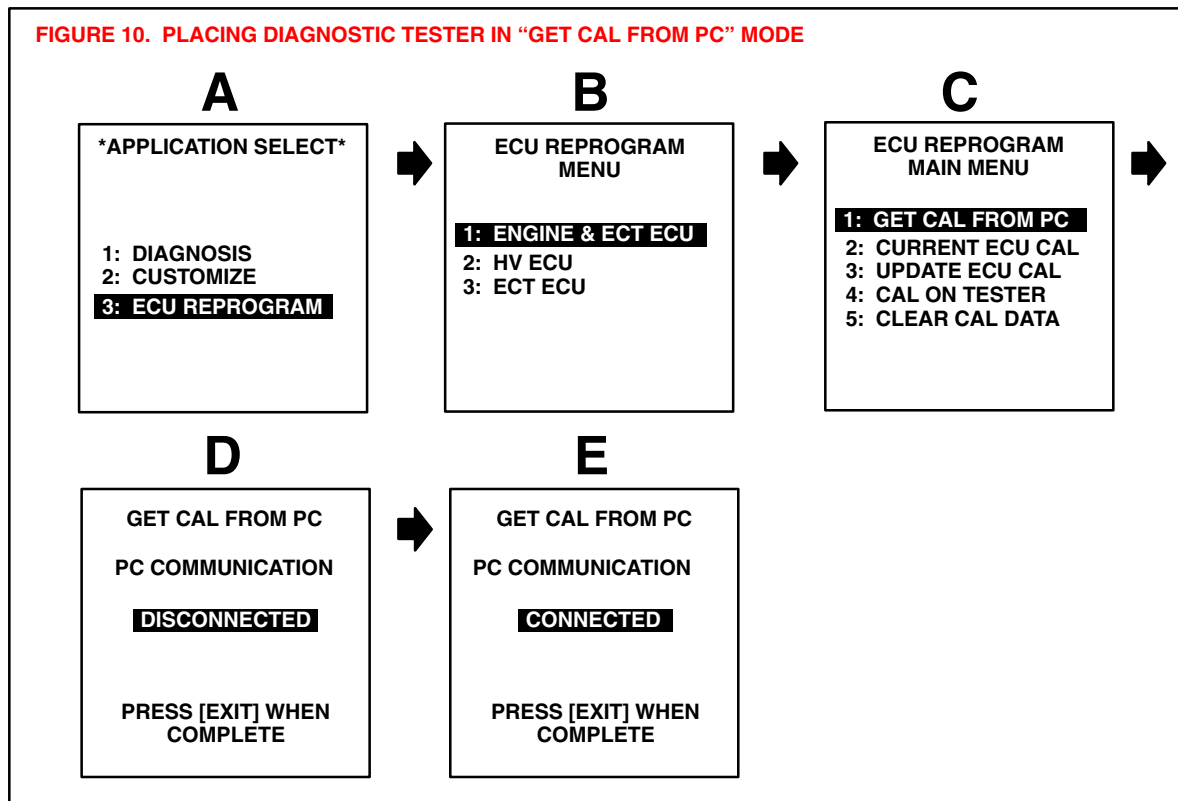 FIGURE 10. PLACING DIAGNOSTIC TESTER IN “GET CAL FROM PC” MODE
A
*APPLICATION SELECT*
1: DIAGNOSIS
2: CUSTOMIZE
3: ECU REPROGRAM
B
ECU REPROGRAM
MENU
1: ENGINE & ECT ECU
2: HV ECU
3: ECT ECU
C
ECU REPROGRAM
MAIN MENU
1: GET CAL FROM PC
2: CURRENT ECU CAL
3: UPDATE ECU CAL
4: CAL ON TESTER
5: CLEAR CAL DATA
D
GET CAL FROM PC
PC COMMUNICATION
DISCONNECTED
PRESS [EXIT] WHEN
COMPLETE
E
GET CAL FROM PC
PC COMMUNICATION
CONNECTED
PRESS [EXIT] WHEN
COMPLETE